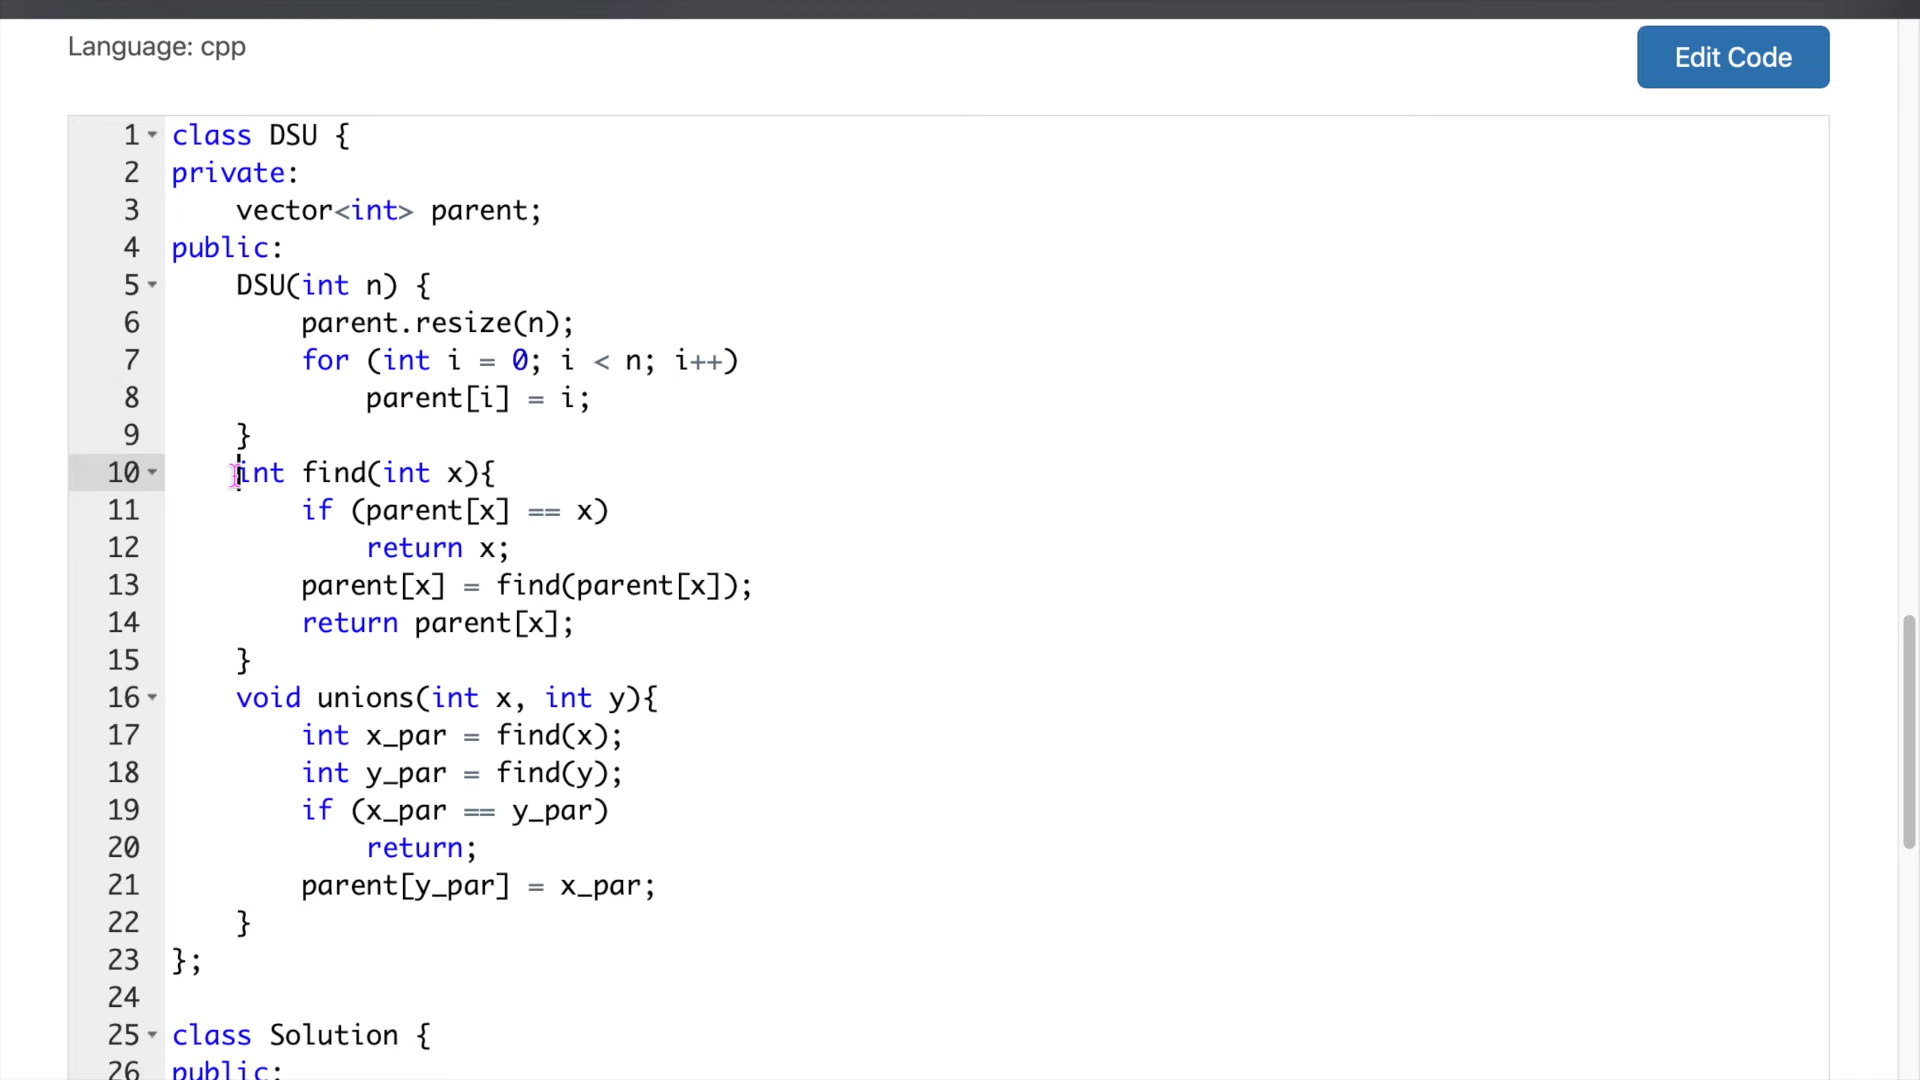 Language: cpp
Edit Code
1 class DSU {
2 private:
3     vector<int> parent;
4 public:
5     DSU(int n) {
6         parent.resize(n);
7         for (int i = 0; i < n; i++)
8             parent[i] = i;
9     }
10     int find(int x){
11         if (parent[x] == x)
12             return x;
13         parent[x] = find(parent[x]);
14         return parent[x];
15     }
16     void unions(int x, int y){
17         int x_par = find(x);
18         int y_par = find(y);
19         if (x_par == y_par)
20             return;
21         parent[y_par] = x_par;
22     }
23 };
24
25 class Solution {
26 public: